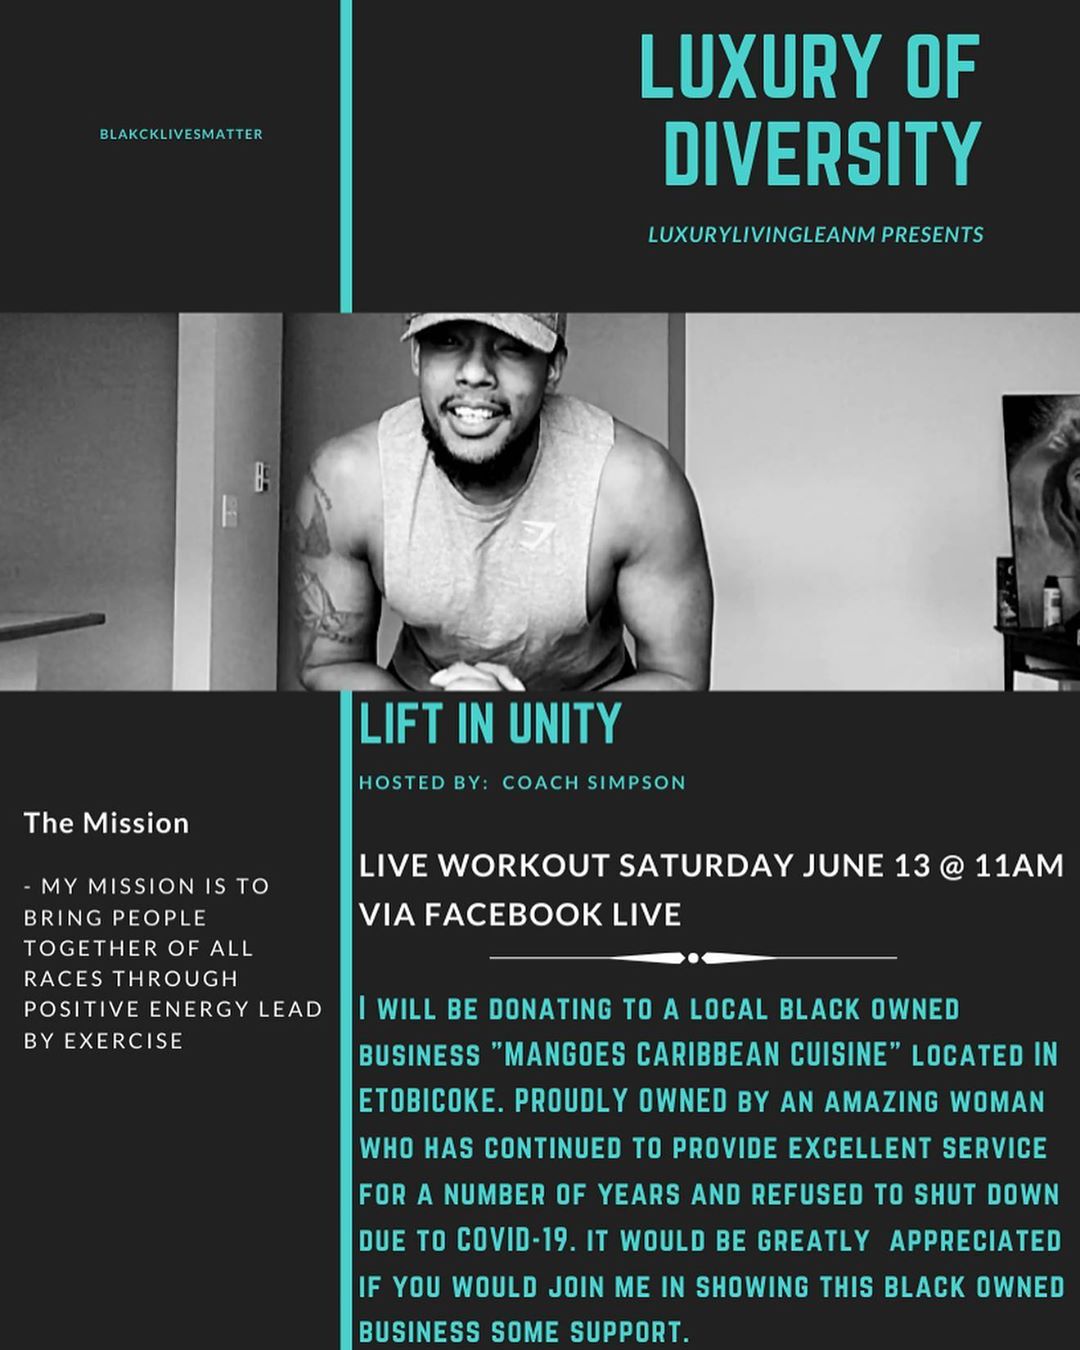 BLAKCKLIVESMATTER
LUXURY OF
DIVERSITY
LUXURYLIVINGLEANM PRESENTS
LIFT IN UNITY
HOSTED BY: COACH SIMPSON
The Mission
- MY MISSION IS TO
BRING PEOPLE
TOGETHER OF ALL
RACES THROUGH
POSITIVE ENERGY LEAD
BY EXERCISE
LIVE WORKOUT SATURDAY JUNE 13 @ 11AM
VIA FACEBOOK LIVE
I WILL BE DONATING TO A LOCAL BLACK OWNED
BUSINESS "MANGOES CARIBBEAN CUISINE" LOCATED IN
ETOBICOKE. PROUDLY OWNED BY AN AMAZING WOMAN
WHO HAS CONTINUED TO PROVIDE EXCELLENT SERVICE
FOR A NUMBER OF YEARS AND REFUSED TO SHUT DOWN
DUE TO COVID-19. IT WOULD BE GREATLY APPRECIATED
IF YOU WOULD JOIN ME IN SHOWING THIS BLACK OWNED
BUSINESS SOME SUPPORT.